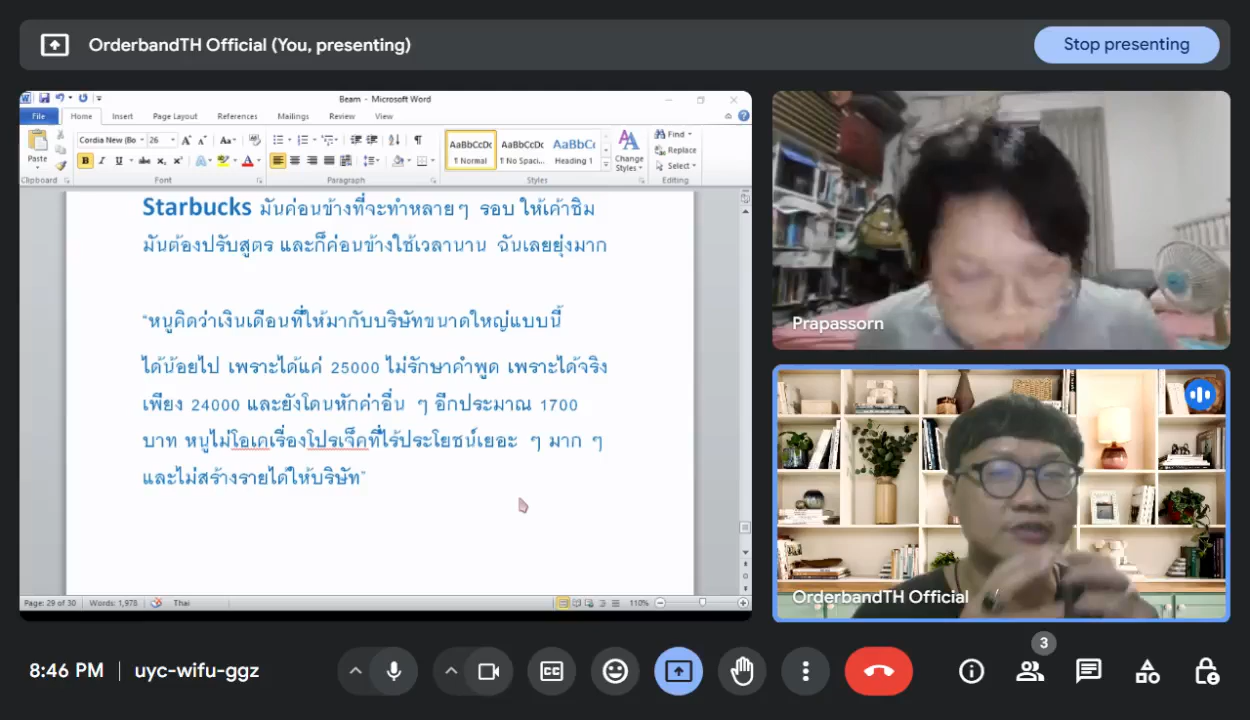 OrderbandTH Official (You, presenting)
Stop presenting
Beam - Microsoft Word
File Home Insert Page Layout References Mailings Review View
Paste
Cordia New (Bo 26
AaBbCcDc AaBbCcDc AaBbCc
¶ Normal ¶ No Spaci... Heading 1
Change Styles
Find
Replace
Select
Clipboard Font Paragraph Styles Editing
Starbucks มันค่อนข้างที่จะทำหลายๆ รอบ ให้เค้าชิม
มันต้องปรับสูตร และก็ค่อนข้างใช้เวลานาน ฉันเลยยุ่งมาก
"หนูคิดว่าเงินเดือนที่ให้มากับบริษัทขนาดใหญ่แบบนี้
ได้น้อยไป เพราะได้แค่ 25000 ไม่รักษาคำพูด เพราะได้จริง
เพียง 24000 และยังโดนหักค่าอื่น ๆ อีกประมาณ 1700
บาท หนูไม่โอเคเรื่องโปรเจ็คที่ไร้ประโยชน์เยอะ ๆ มาก ๆ
และไม่สร้างรายได้ให้บริษัท"
Page: 29 of 30 Words: 1,978 Thai 110%
Prapassorn
OrderbandTH Official
8:46 PM uyc-wifu-ggz
3